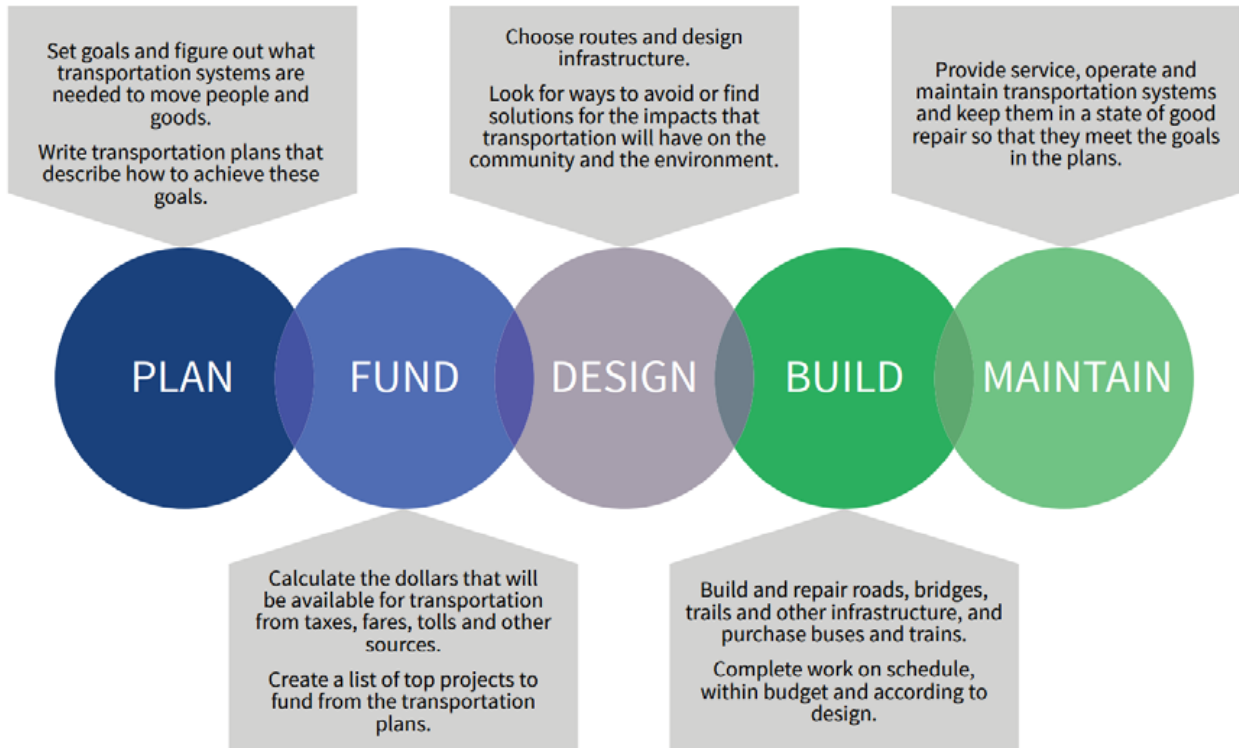 Set goals and figure out what
transportation systems are
needed to move people and
goods.
Write transportation plans that
describe how to achieve these
goals.
Choose routes and design
infrastructure.
Look for ways to avoid or find
solutions for the impacts that
transportation will have on the
community and the environment.
Provide service, operate and
maintain transportation systems
and keep them in a state of good
repair so that they meet the goals
in the plans.
PLAN
FUND
DESIGN
BUILD
MAINTAIN
Calculate the dollars that will
be available for transportation
from taxes, fares, tolls and other
sources.
Create a list of top projects to
fund from the transportation
plans.
Build and repair roads, bridges,
trails and other infrastructure, and
purchase buses and trains.
Complete work on schedule,
within budget and according to
design.